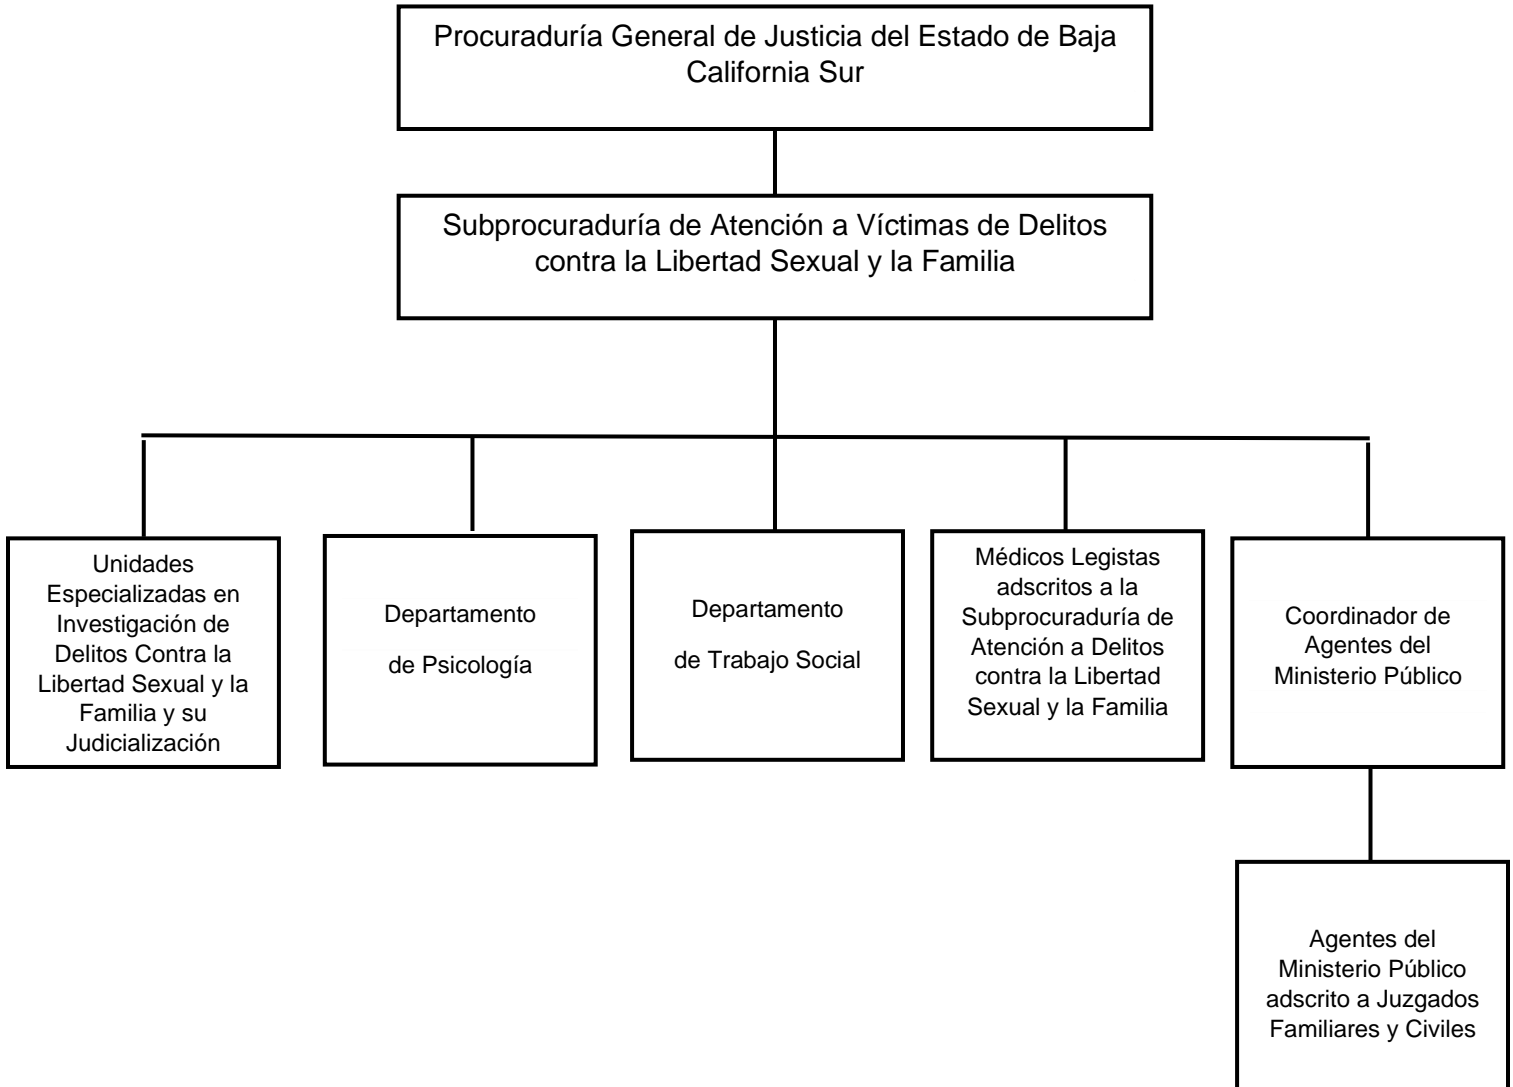 Procuraduría General de Justicia del Estado de Baja
California Sur
Subprocuraduría de Atención a Víctimas de Delitos
contra la Libertad Sexual y la Familia
Unidades
Especializadas en
Investigación de
Delitos Contra la
Libertad Sexual y la
Familia y su
Judicialización
Departamento
de Psicología
Departamento
de Trabajo Social
Médicos Legistas
adscritos a la
Subprocuraduría de
Atención a Delitos
contra la Libertad
Sexual y la Familia
Coordinador de
Agentes del
Ministerio Público
Agentes del
Ministerio Público
adscrito a Juzgados
Familiares y Civiles